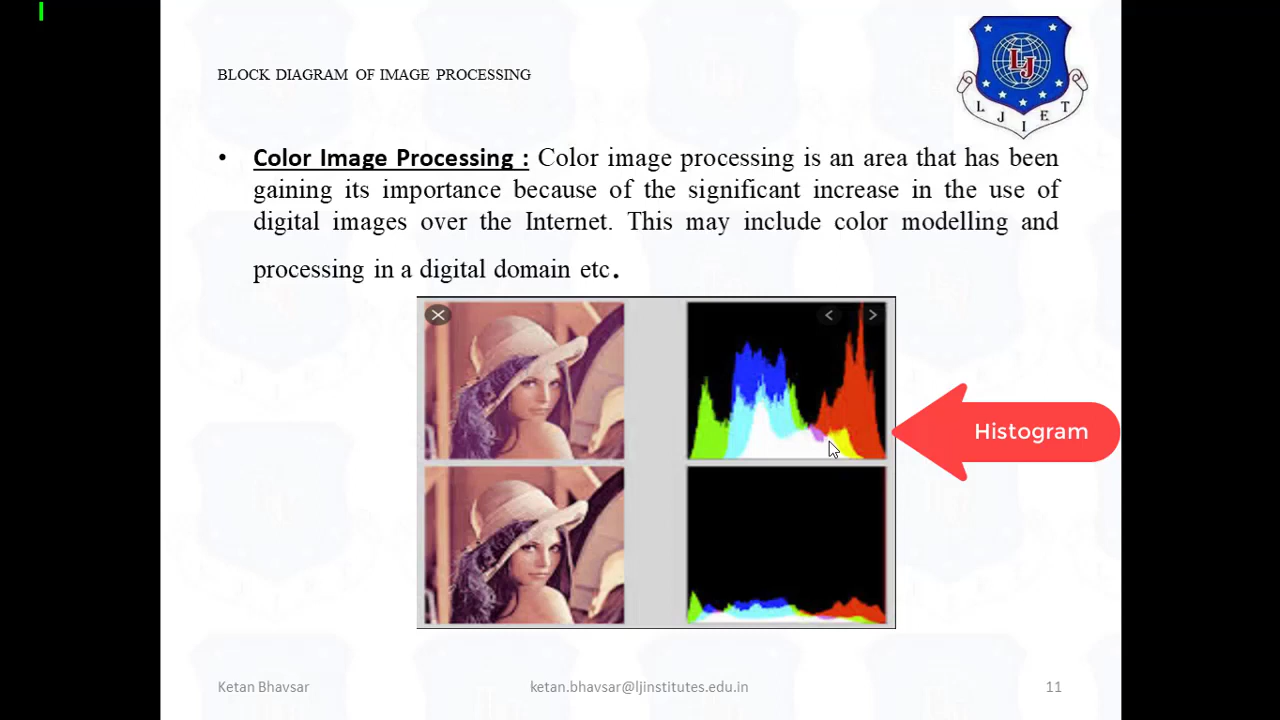 BLOCK DIAGRAM OF IMAGE PROCESSING
LJ
L J I E T
• Color Image Processing : Color image processing is an area that has been
gaining its importance because of the significant increase in the use of
digital images over the Internet. This may include color modelling and
processing in a digital domain etc.
Histogram
Ketan Bhavsar
ketan.bhavsar@ljinstitutes.edu.in
11